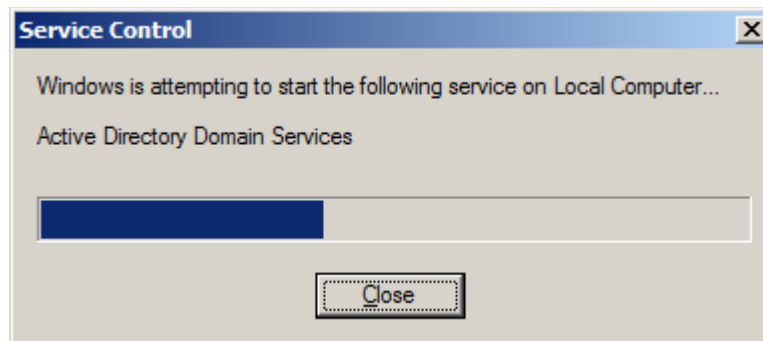 Service Control
Windows is attempting to start the following service on Local Computer...
Active Directory Domain Services
Close